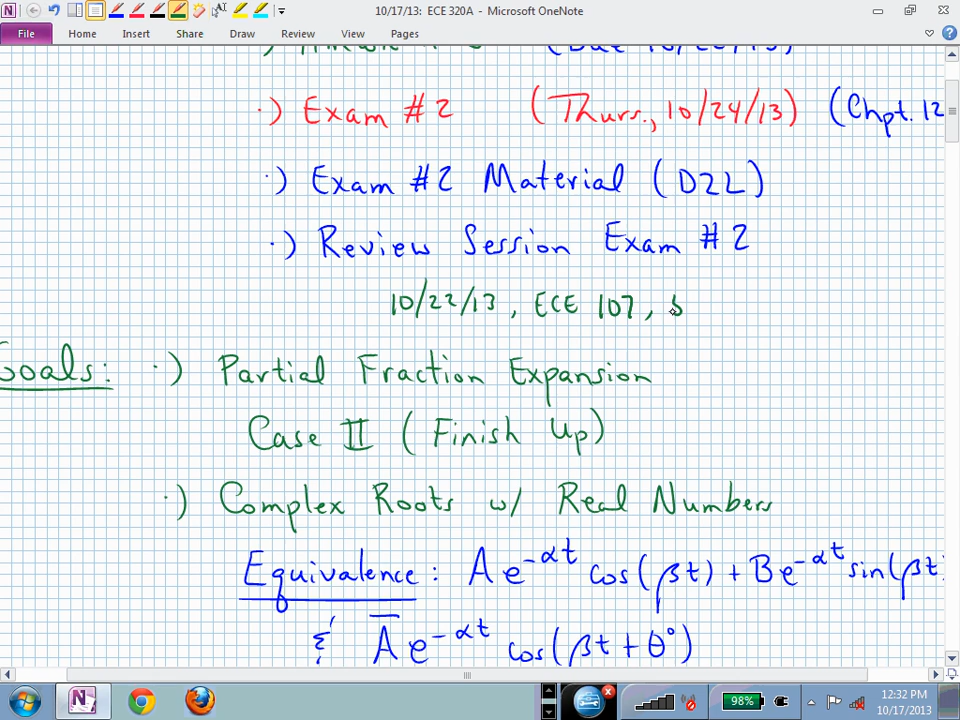 10/17/13: ECE 320A - Microsoft OneNote
File Home Insert Share Draw Review View Pages
·) Exam #2 (Thurs., 10/24/13) (Chpt. 12
·) Exam #2 Material (D2L)
·) Review Session Exam #2
10/22/13, ECE 107,
Goals: ·) Partial Fraction Expansion
Case II (Finish Up)
·) Complex Roots w/ Real Numbers
Equivalence: A e^{-αt} cos(βt) + B e^{-αt} sin(βt
& A̅ e^{-αt} cos(βt + θ°)
98%
12:32 PM
10/17/2013